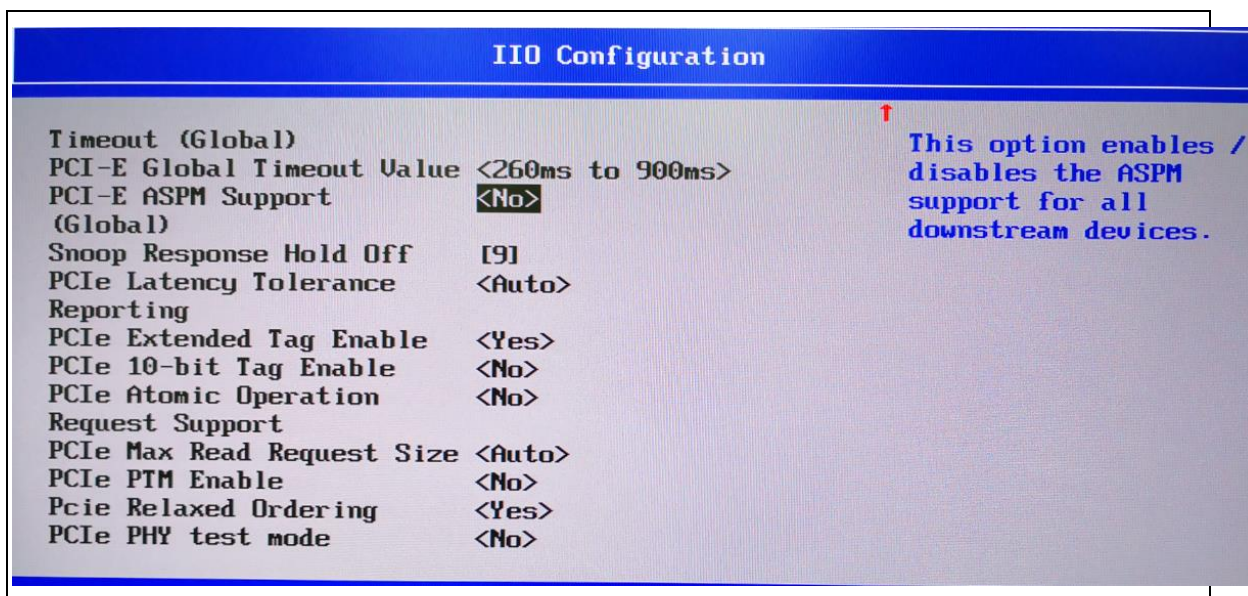 IIO Configuration
Timeout (Global)
PCI-E Global Timeout Value <260ms to 900ms>
PCI-E ASPM Support <No>
(Global)
Snoop Response Hold Off [9]
PCIe Latency Tolerance <Auto>
Reporting
PCIe Extended Tag Enable <Yes>
PCIe 10-bit Tag Enable <No>
PCIe Atomic Operation <No>
Request Support
PCIe Max Read Request Size <Auto>
PCIe PTM Enable <No>
Pcie Relaxed Ordering <Yes>
PCIe PHY test mode <No>
↑
This option enables /
disables the ASPM
support for all
downstream devices.